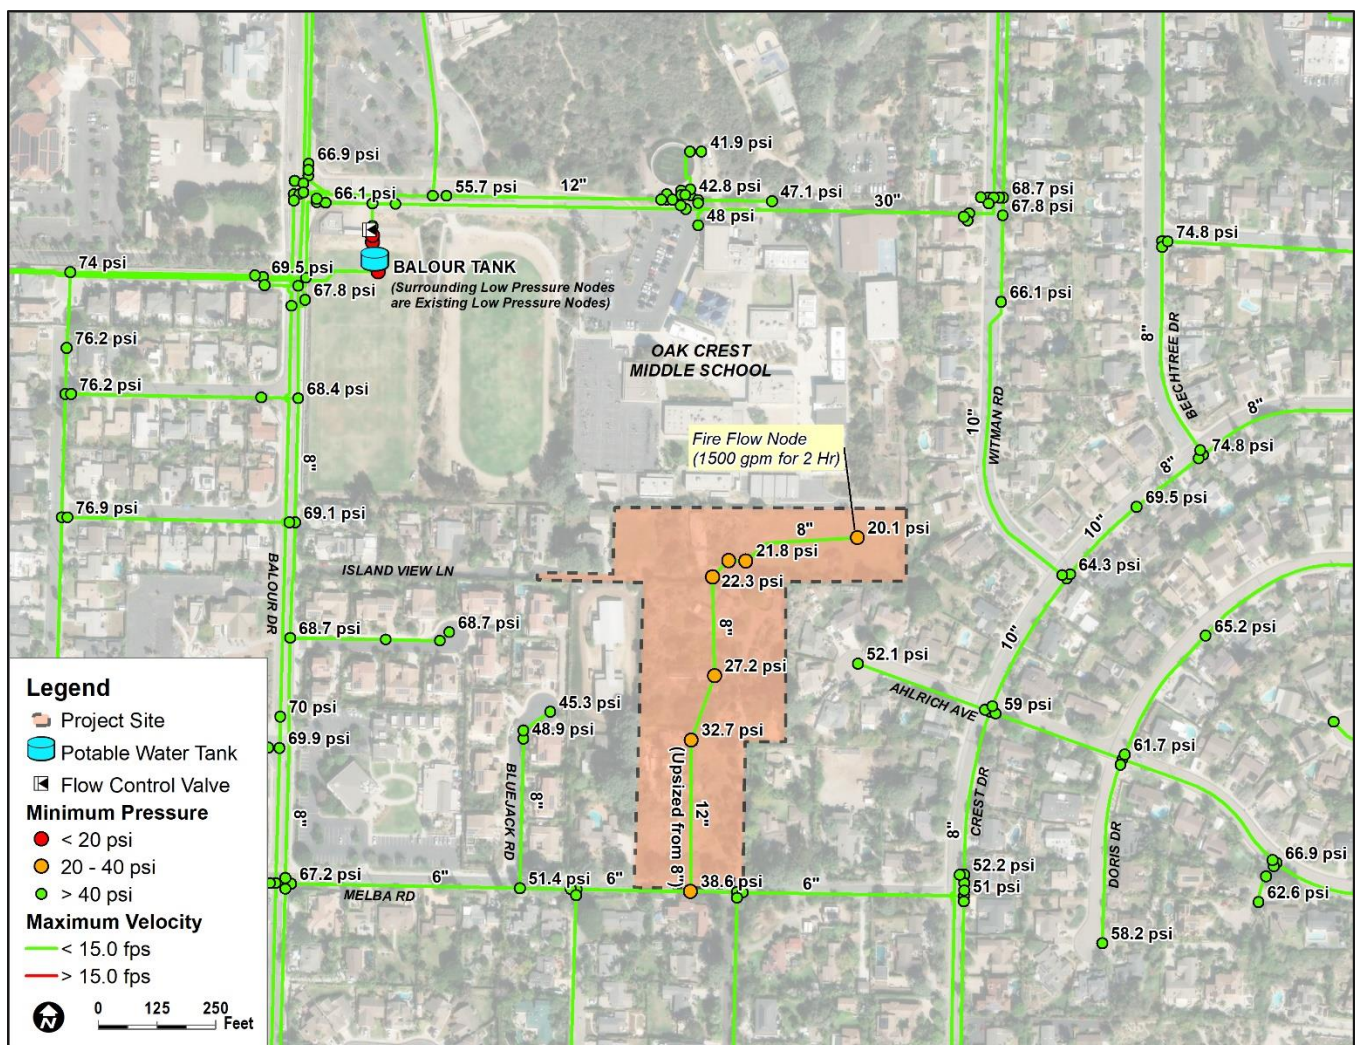 66.9 psi
41.9 psi
66.1 psi
55.7 psi
12"
42.8 psi
47.1 psi
30"
68.7 psi
67.8 psi
48 psi
74.8 psi
74 psi
69.5 psi
BALOUR TANK
(Surrounding Low Pressure Nodes
are Existing Low Pressure Nodes)
67.8 psi
66.1 psi
76.2 psi
76.2 psi
68.4 psi
OAK CREST
MIDDLE SCHOOL
8"
BEECHTREE DR
8"
10"
WITMAN RD
Fire Flow Node
(1500 gpm for 2 Hr)
74.8 psi
8"
8"
69.5 psi
10"
76.9 psi
69.1 psi
20.1 psi
8"
21.8 psi
22.3 psi
64.3 psi
ISLAND VIEW LN
BALOUR DR
68.7 psi
68.7 psi
8"
10"
65.2 psi
52.1 psi
27.2 psi
AHLRICH AVE
59 psi
70 psi
45.3 psi
48.9 psi
32.7 psi
69.9 psi
61.7 psi
BLUEJACK RD
8"
(Upsized from 8")
12"
CREST DR
8"
DORIS DR
8"
66.9 psi
62.6 psi
67.2 psi
6"
MELBA RD
51.4 psi
6"
38.6 psi
6"
52.2 psi
51 psi
58.2 psi
Legend
Project Site
Potable Water Tank
Flow Control Valve
Minimum Pressure
< 20 psi
20 - 40 psi
> 40 psi
Maximum Velocity
< 15.0 fps
> 15.0 fps
N
0 125 250
Feet